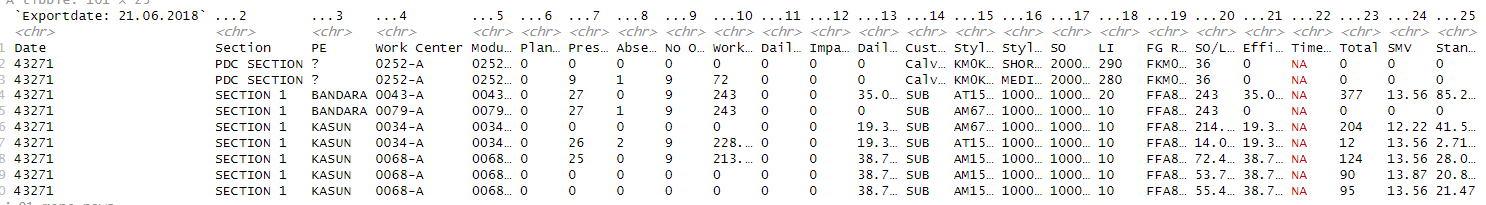 A tibble: 101 × 25
`Exportdate: 21.06.2018` ...2 ...3 ...4 ...5 ...6 ...7 ...8 ...9 ...10 ...11 ...12 ...13 ...14 ...15 ...16 ...17 ...18 ...19 ...20 ...21 ...22 ...23 ...24 ...25
<chr> <chr> <chr> <chr> <chr> <chr> <chr> <chr> <chr> <chr> <chr> <chr> <chr> <chr> <chr> <chr> <chr> <chr> <chr> <chr> <chr> <chr> <chr> <chr> <chr>
1 Date Section PE Work Center Modu… Plan… Pres… Abse… No O… Work… Dail… Impa… Dail… Cust… Styl… Styl… SO LI FG R… SO/L… Effi… Time… Total SMV Stan…
2 43271 PDC SECTION ? 0252-A 0252… 0 0 0 0 0 0 0 0 Calv… KM0K… SHOR… 2000… 290 FKM0… 36 0 NA 0 0 0
3 43271 PDC SECTION ? 0252-A 0252… 0 9 1 9 72 0 0 0 Calv… KM0K… MEDI… 2000… 280 FKM0… 36 0 NA 0 0 0
4 43271 SECTION 1 BANDARA 0043-A 0043… 0 27 0 9 243 0 0 35.0… SUB AT15… 1000… 1000… 20 FFA8… 243 35.0… NA 377 13.56 85.2…
5 43271 SECTION 1 BANDARA 0079-A 0079… 0 27 1 9 243 0 0 0 SUB AM67… 1000… 1000… 10 FFA8… 243 0 NA 0 0 0
6 43271 SECTION 1 KASUN 0034-A 0034… 0 0 0 0 0 0 0 19.3… SUB AM67… 1000… 1000… 10 FFA8… 214.… 19.3… NA 204 12.22 41.5…
7 43271 SECTION 1 KASUN 0034-A 0034… 0 26 2 9 228.… 0 0 19.3… SUB AT15… 1000… 1000… 10 FFA8… 14.0… 19.3… NA 12 13.56 2.71…
8 43271 SECTION 1 KASUN 0068-A 0068… 0 25 0 9 213.… 0 0 38.7… SUB AM15… 1000… 1000… 10 FFA8… 72.4… 38.7… NA 124 13.56 28.0…
9 43271 SECTION 1 KASUN 0068-A 0068… 0 0 0 0 0 0 0 38.7… SUB AM15… 1000… 1000… 10 FFA8… 53.7… 38.7… NA 90 13.87 20.8…
0 43271 SECTION 1 KASUN 0068-A 0068… 0 0 0 0 0 0 0 38.7… SUB AM15… 1000… 1000… 10 FFA8… 55.4… 38.7… NA 95 13.56 21.47